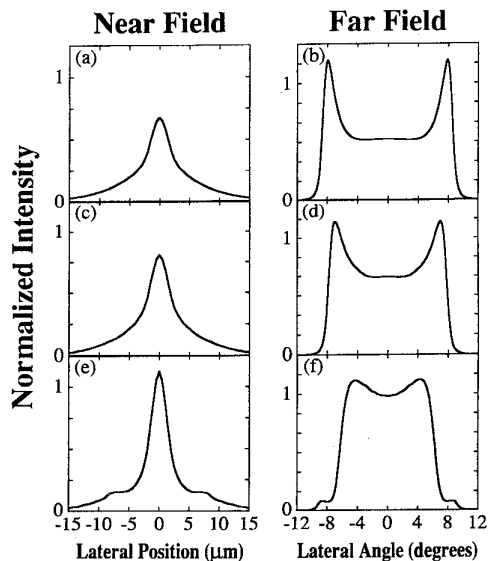 Near Field
Far Field
(a)
(b)
1
1
0
0
(c)
(d)
1
1
0
0
(e)
(f)
1
1
0
0
Normalized Intensity
-15 -10 -5 0 5 10 15
-12 -8 -4 0 4 8 12
Lateral Position (μm)
Lateral Angle (degrees)